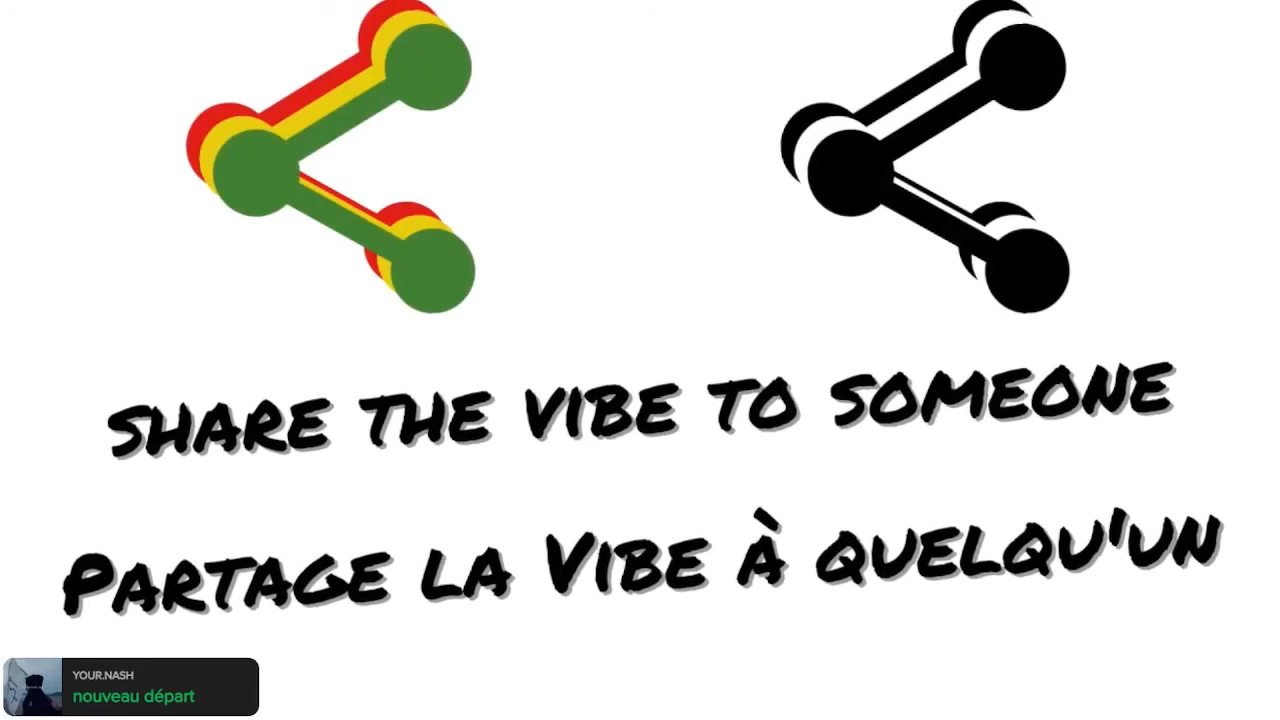 SHARE THE VIBE TO SOMEONE
PARTAGE LA VIBE À QUELQU'UN
YOUR.NASH
nouveau départ